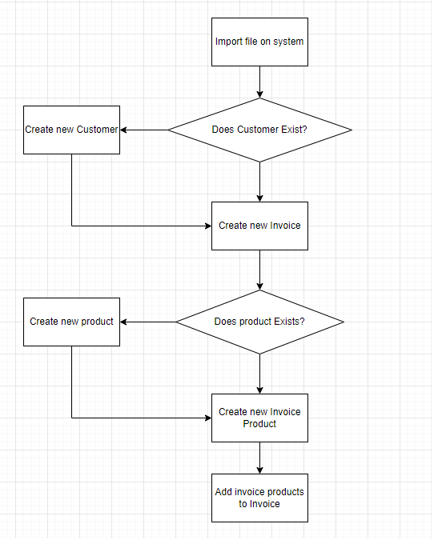 Import file on system
Create new Customer
Does Customer Exist?
Create new Invoice
Create new product
Does product Exists?
Create new Invoice
Product
Add invoice products
to Invoice